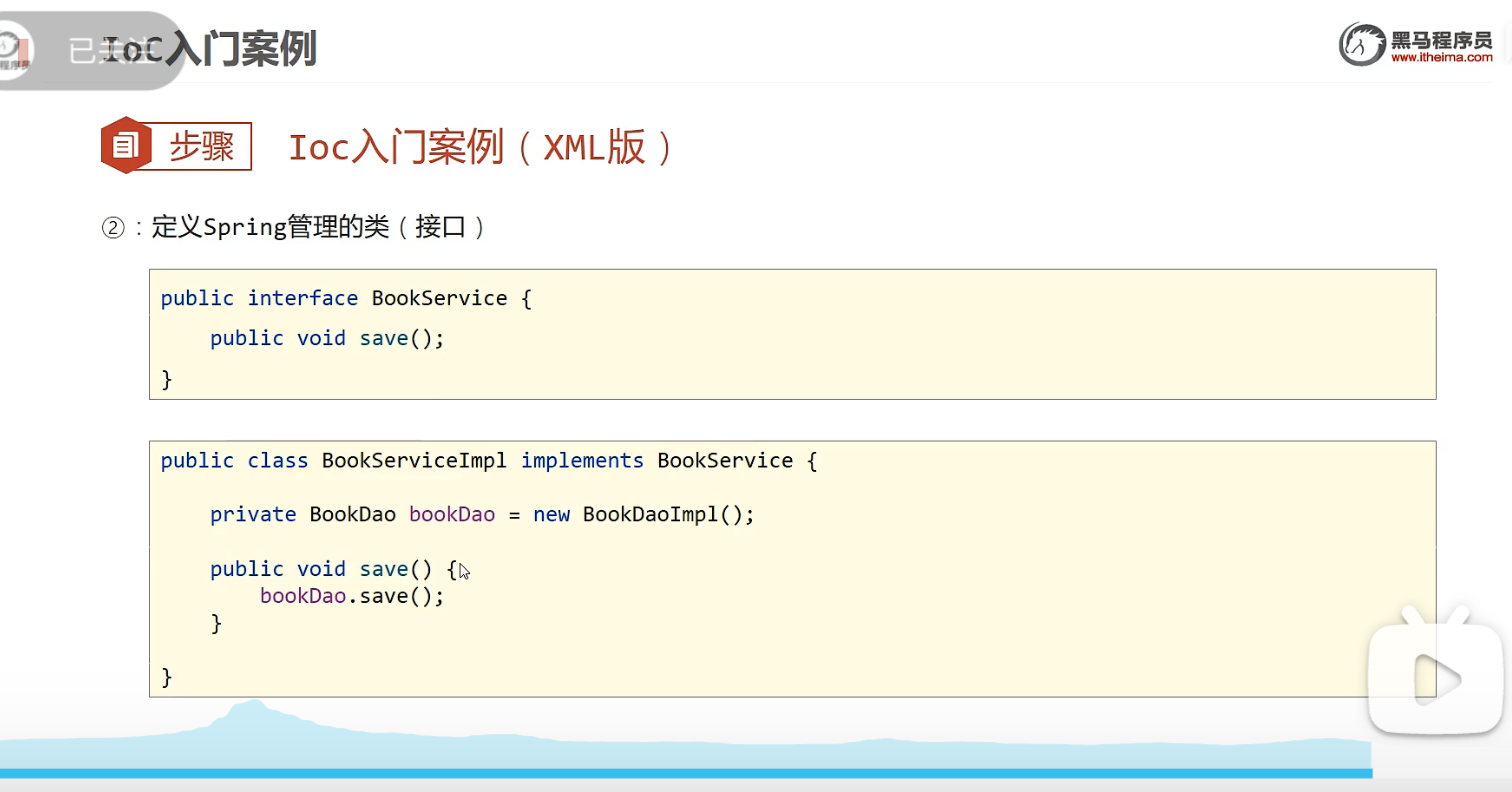 已关注
IoC入门案例
黑马程序员
www.itheima.com
步骤
Ioc入门案例（XML版）
②：定义Spring管理的类（接口）
public interface BookService {
public void save();
}
public class BookServiceImpl implements BookService {
private BookDao bookDao = new BookDaoImpl();
public void save() {
bookDao.save();
}
}